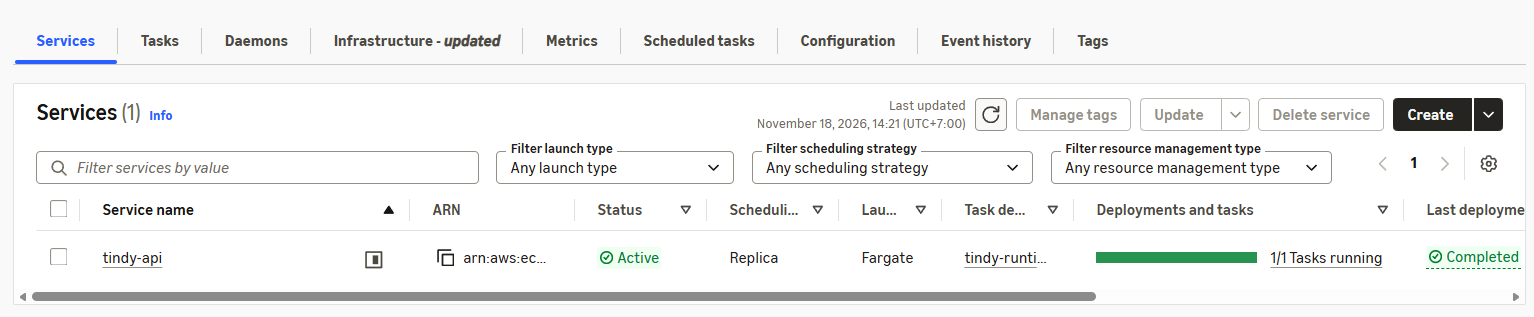 Services Tasks Daemons Infrastructure - updated Metrics Scheduled tasks Configuration Event history Tags
Services (1) Info
Last updated
November 18, 2026, 14:21 (UTC+7:00)
Manage tags Update Delete service Create
Filter services by value
Filter launch type
Any launch type
Filter scheduling strategy
Any scheduling strategy
Filter resource management type
Any resource management type
1
Service name ARN Status Scheduli... Lau... Task de... Deployments and tasks Last deployme
tindy-api arn:aws:ec... Active Replica Fargate tindy-runti... 1/1 Tasks running Completed